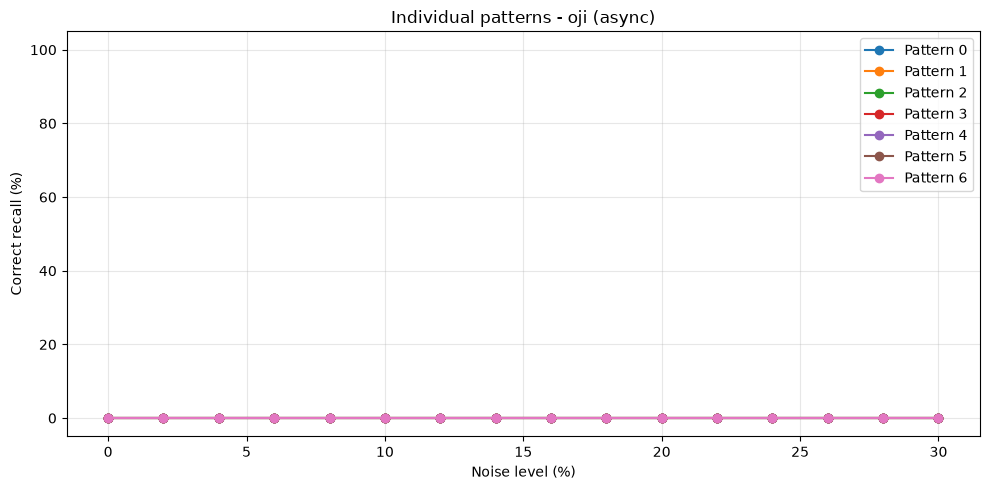 Individual patterns - oji (async)
Correct recall (%)
100
80
60
40
20
0
Pattern 0
Pattern 1
Pattern 2
Pattern 3
Pattern 4
Pattern 5
Pattern 6
0 5 10 15 20 25 30
Noise level (%)